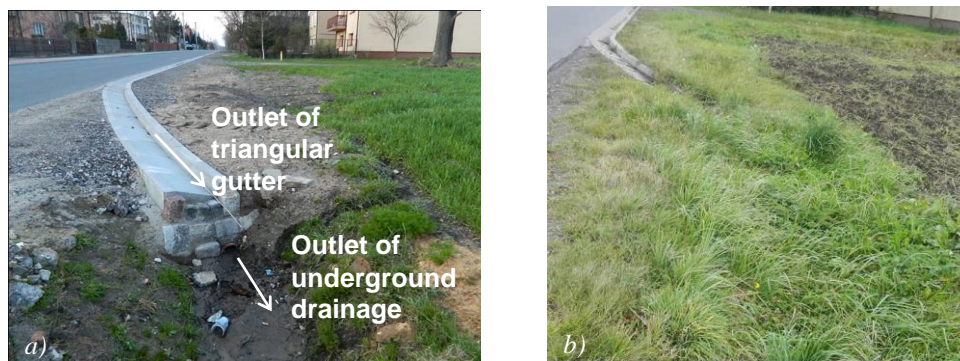 Outlet of
triangular
gutter
Outlet of
underground
drainage
a)
b)